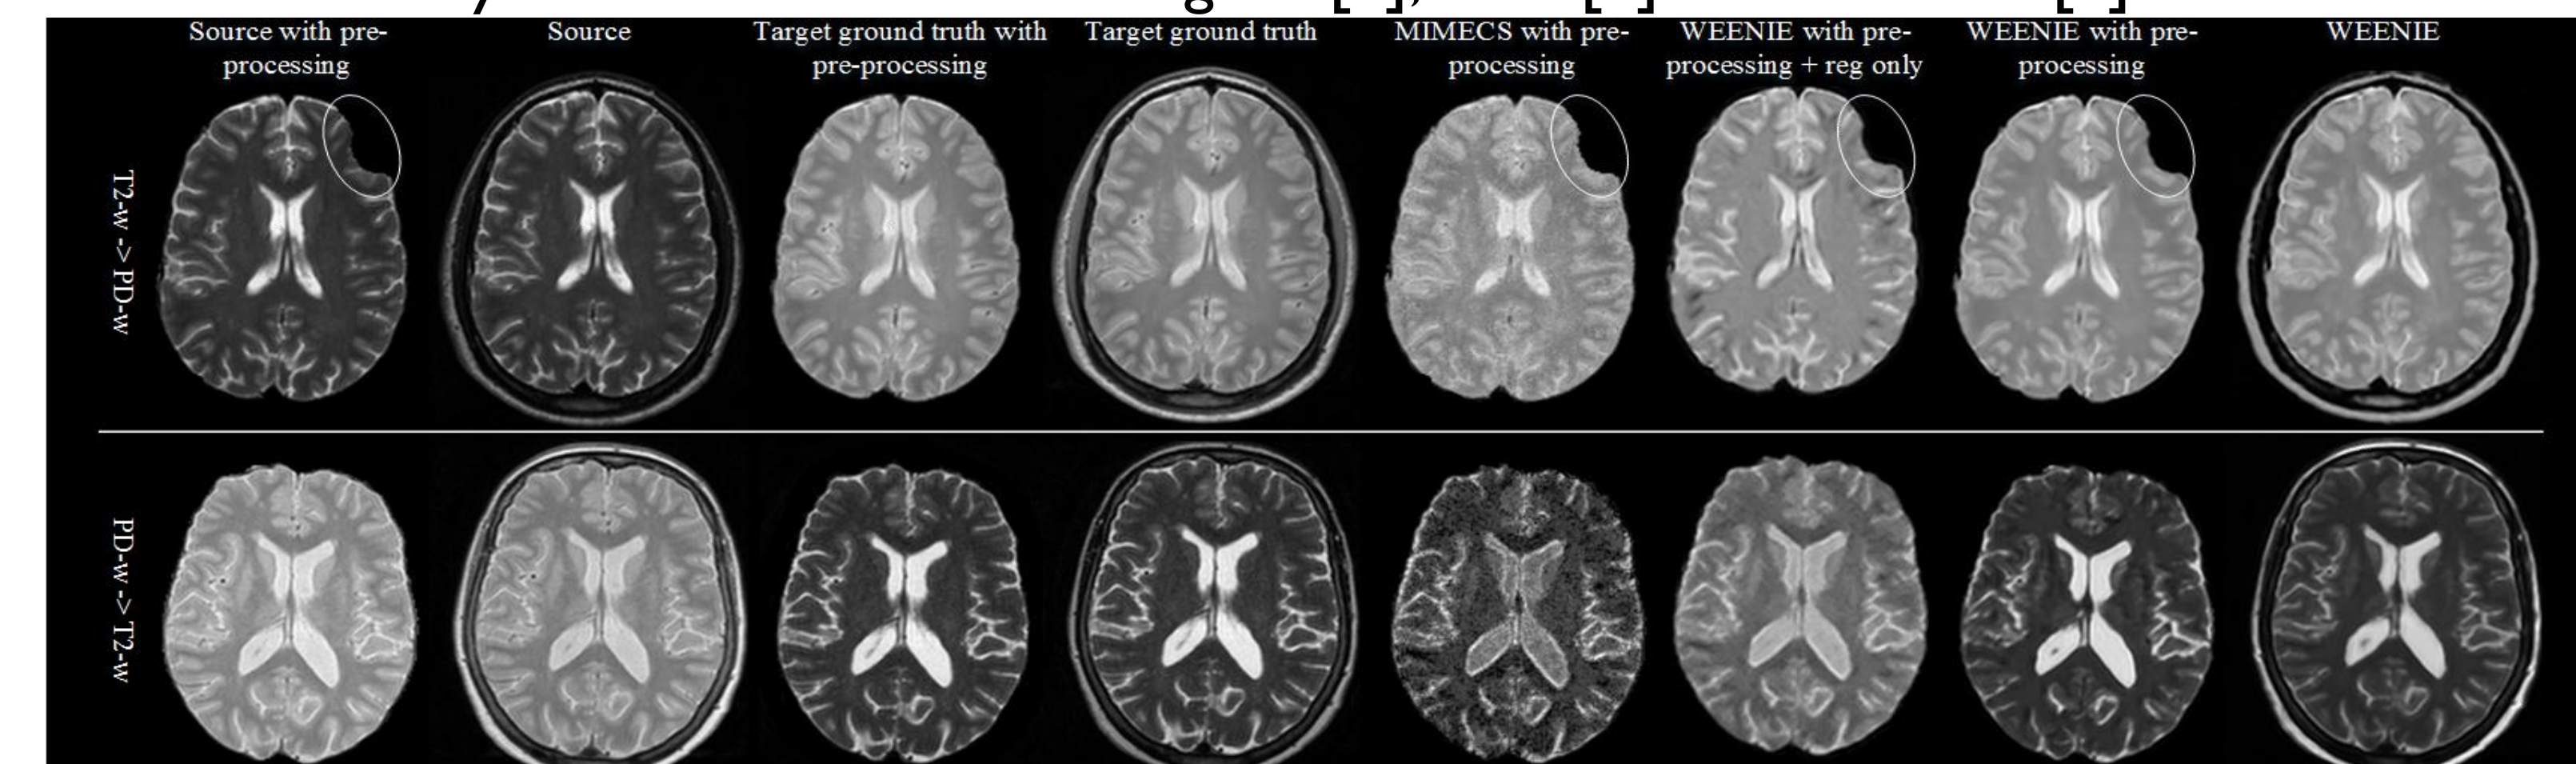 Source with pre-
processing
Source
Target ground truth with
pre-processing
Target ground truth
MIMECS with pre-
processing
WEENIE with pre-
processing + reg only
WEENIE with pre-
processing
WEENIE
T2-w -> PD-w
PD-w -> T2-w